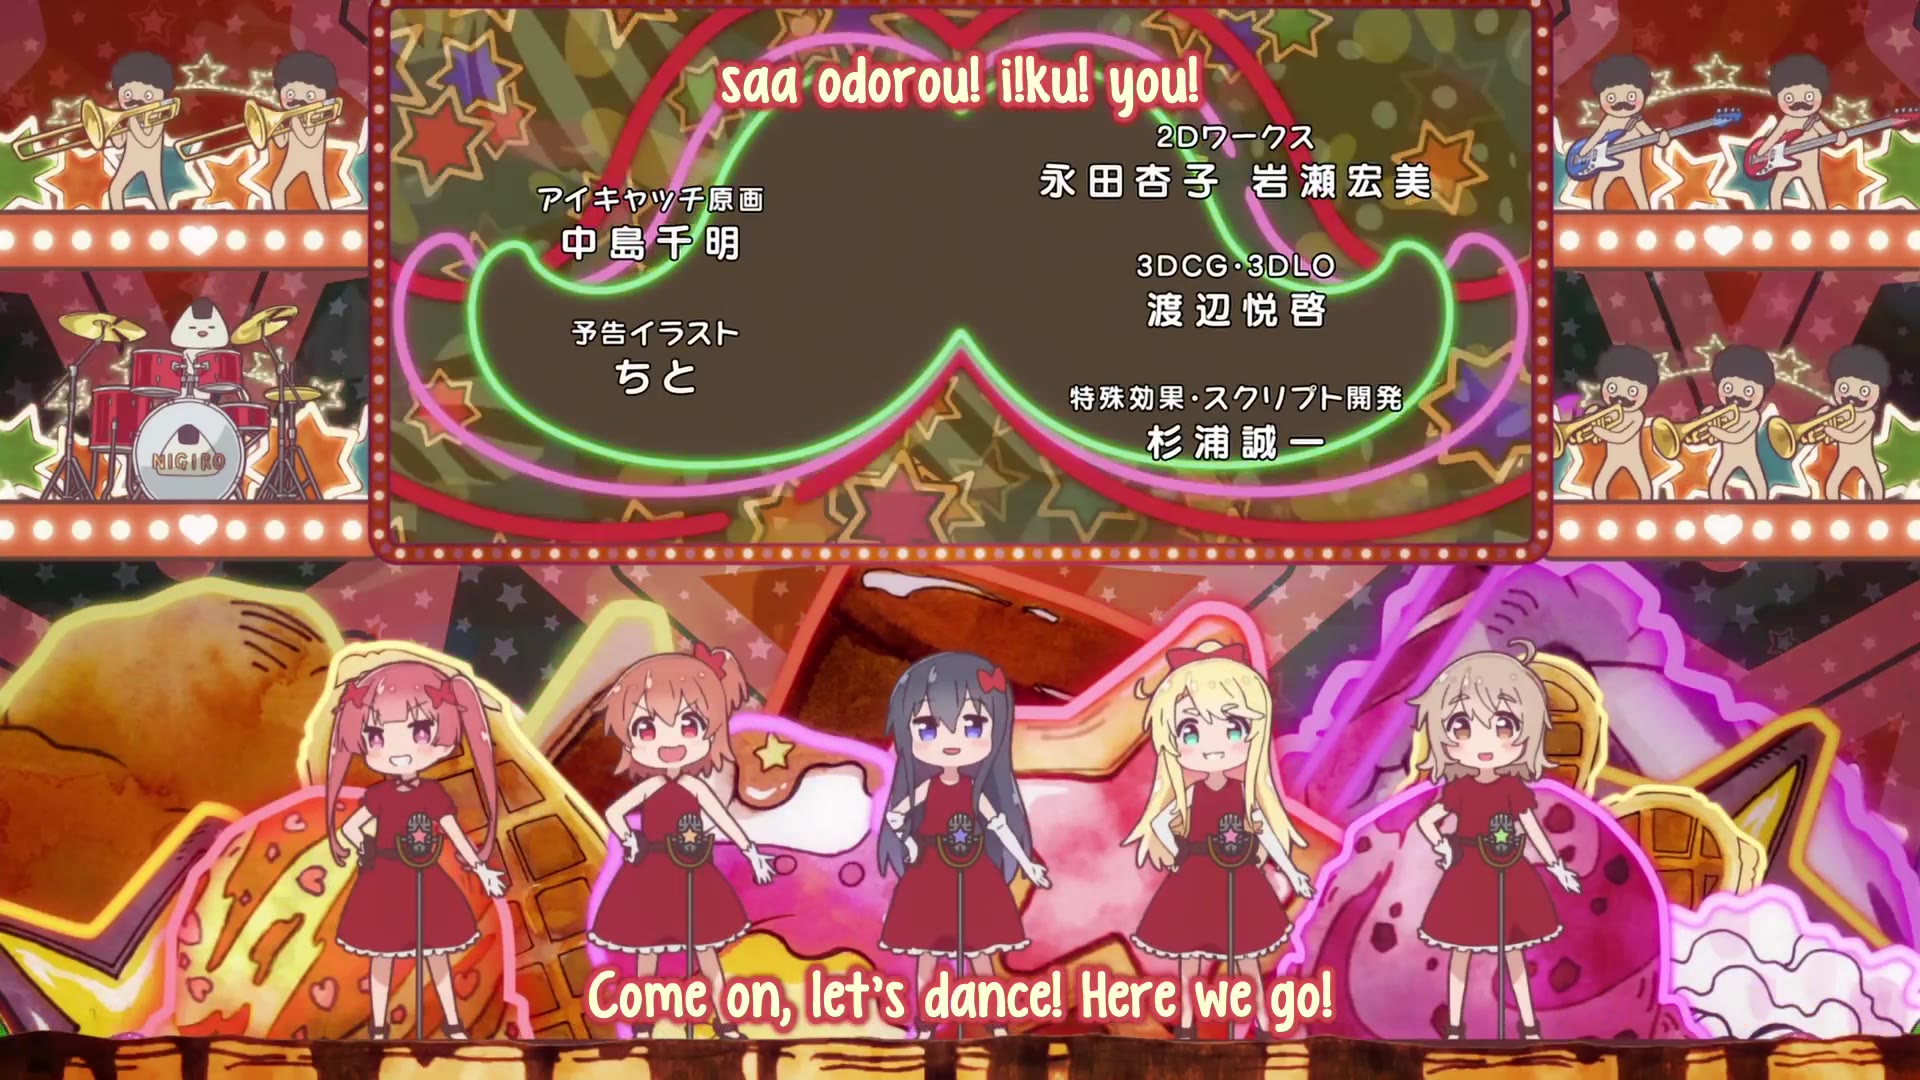 saa odorou! i!ku! you!
アイキャッチ原画
中島千明
予告イラスト
ちと
2Dワークス
永田杏子 岩瀬宏美
3DCG・3DLO
渡辺悦啓
特殊効果・スクリプト開発
杉浦誠一
NIGIRO
Come on, let's dance! Here we go!